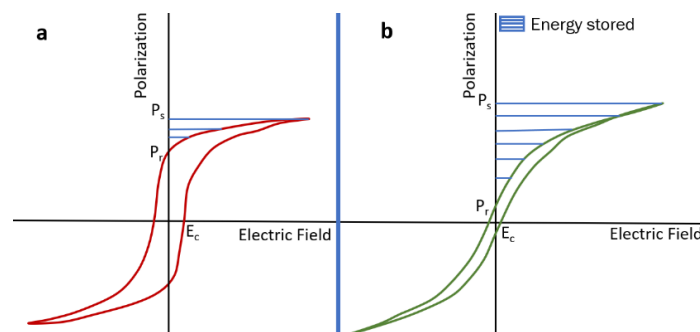 a
Polarization
P_s
P_r
E_c
Electric Field
b
Polarization
Energy stored
P_s
P_r
E_c
Electric Field